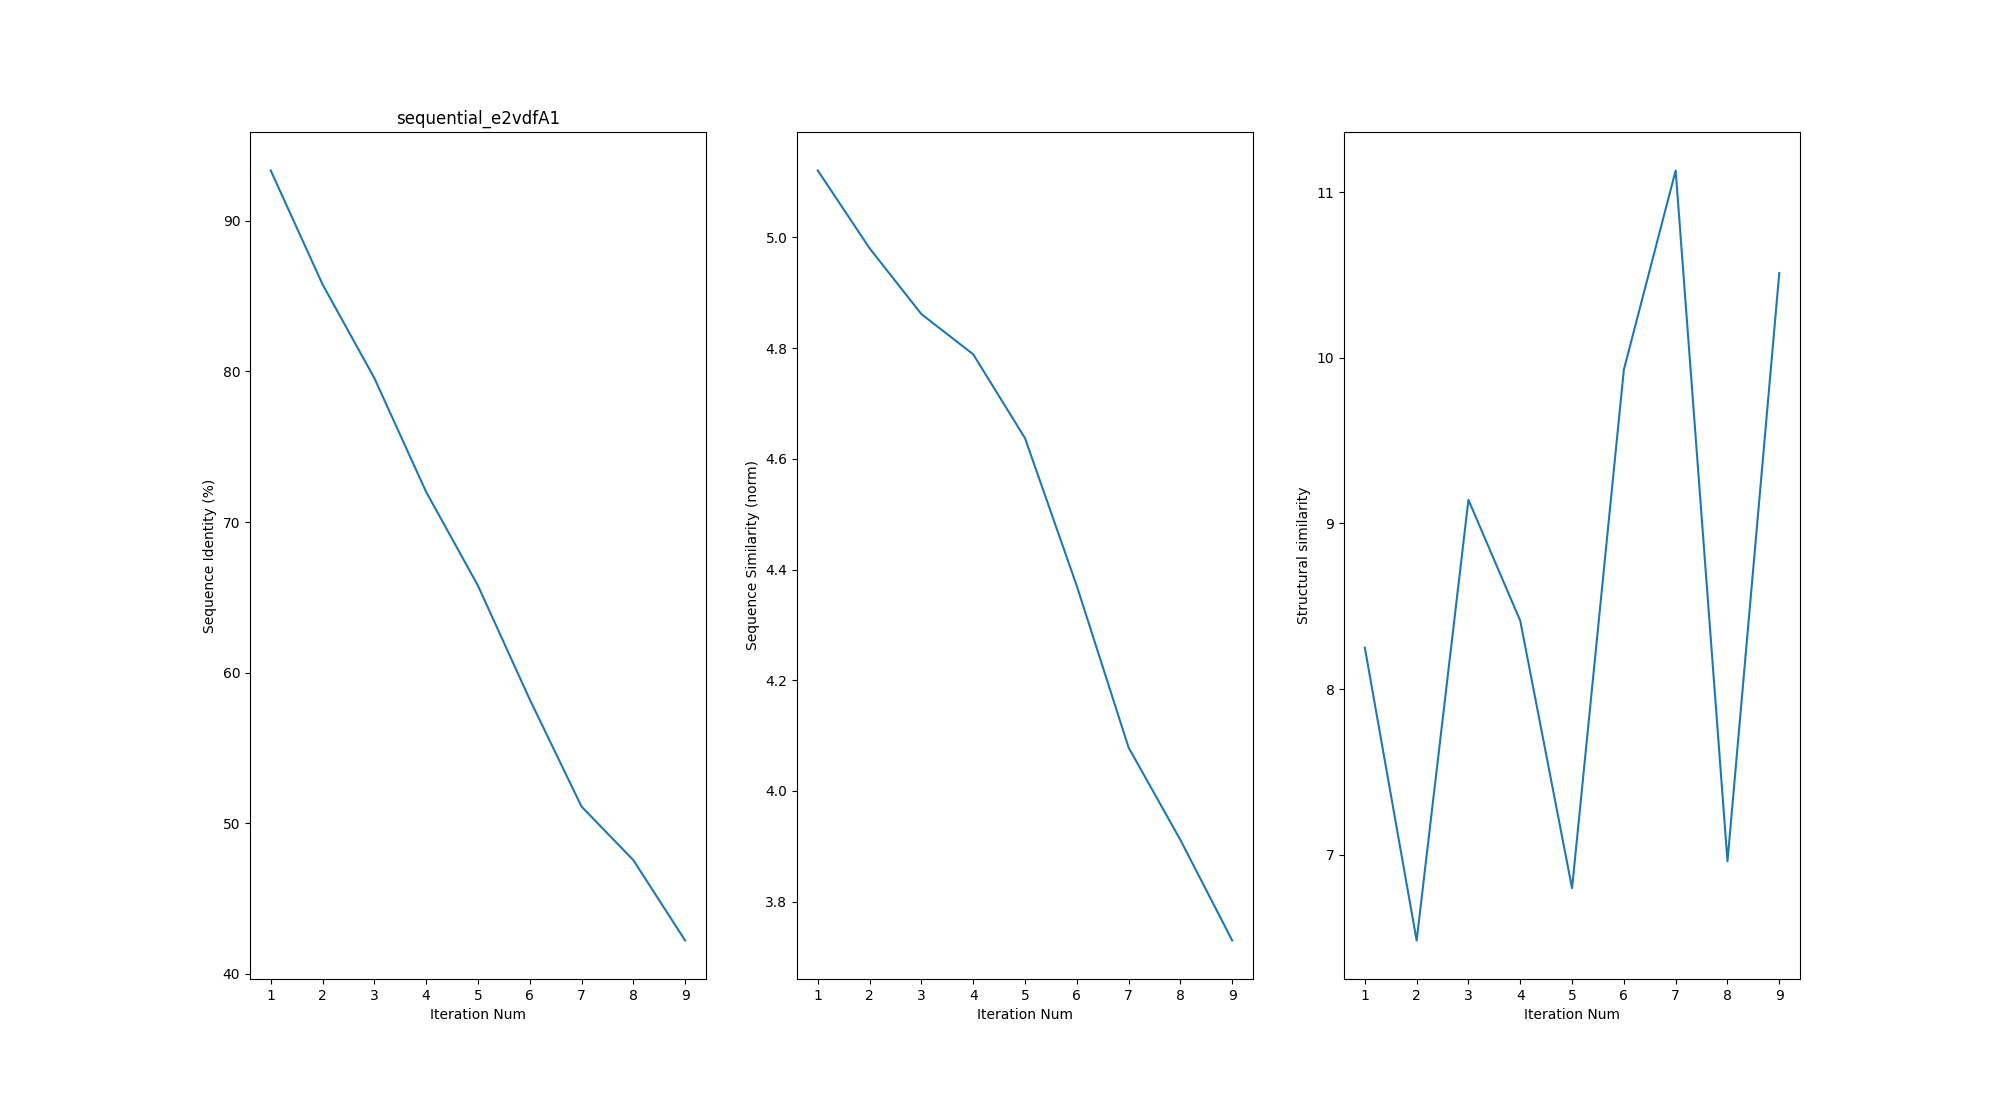 sequential_e2vdfA1
Sequence Identity (%)
90
80
70
60
50
40
1 2 3 4 5 6 7 8 9
Iteration Num
Sequence Similarity (norm)
5.0
4.8
4.6
4.4
4.2
4.0
3.8
1 2 3 4 5 6 7 8 9
Iteration Num
Structural similarity
11
10
9
8
7
1 2 3 4 5 6 7 8 9
Iteration Num